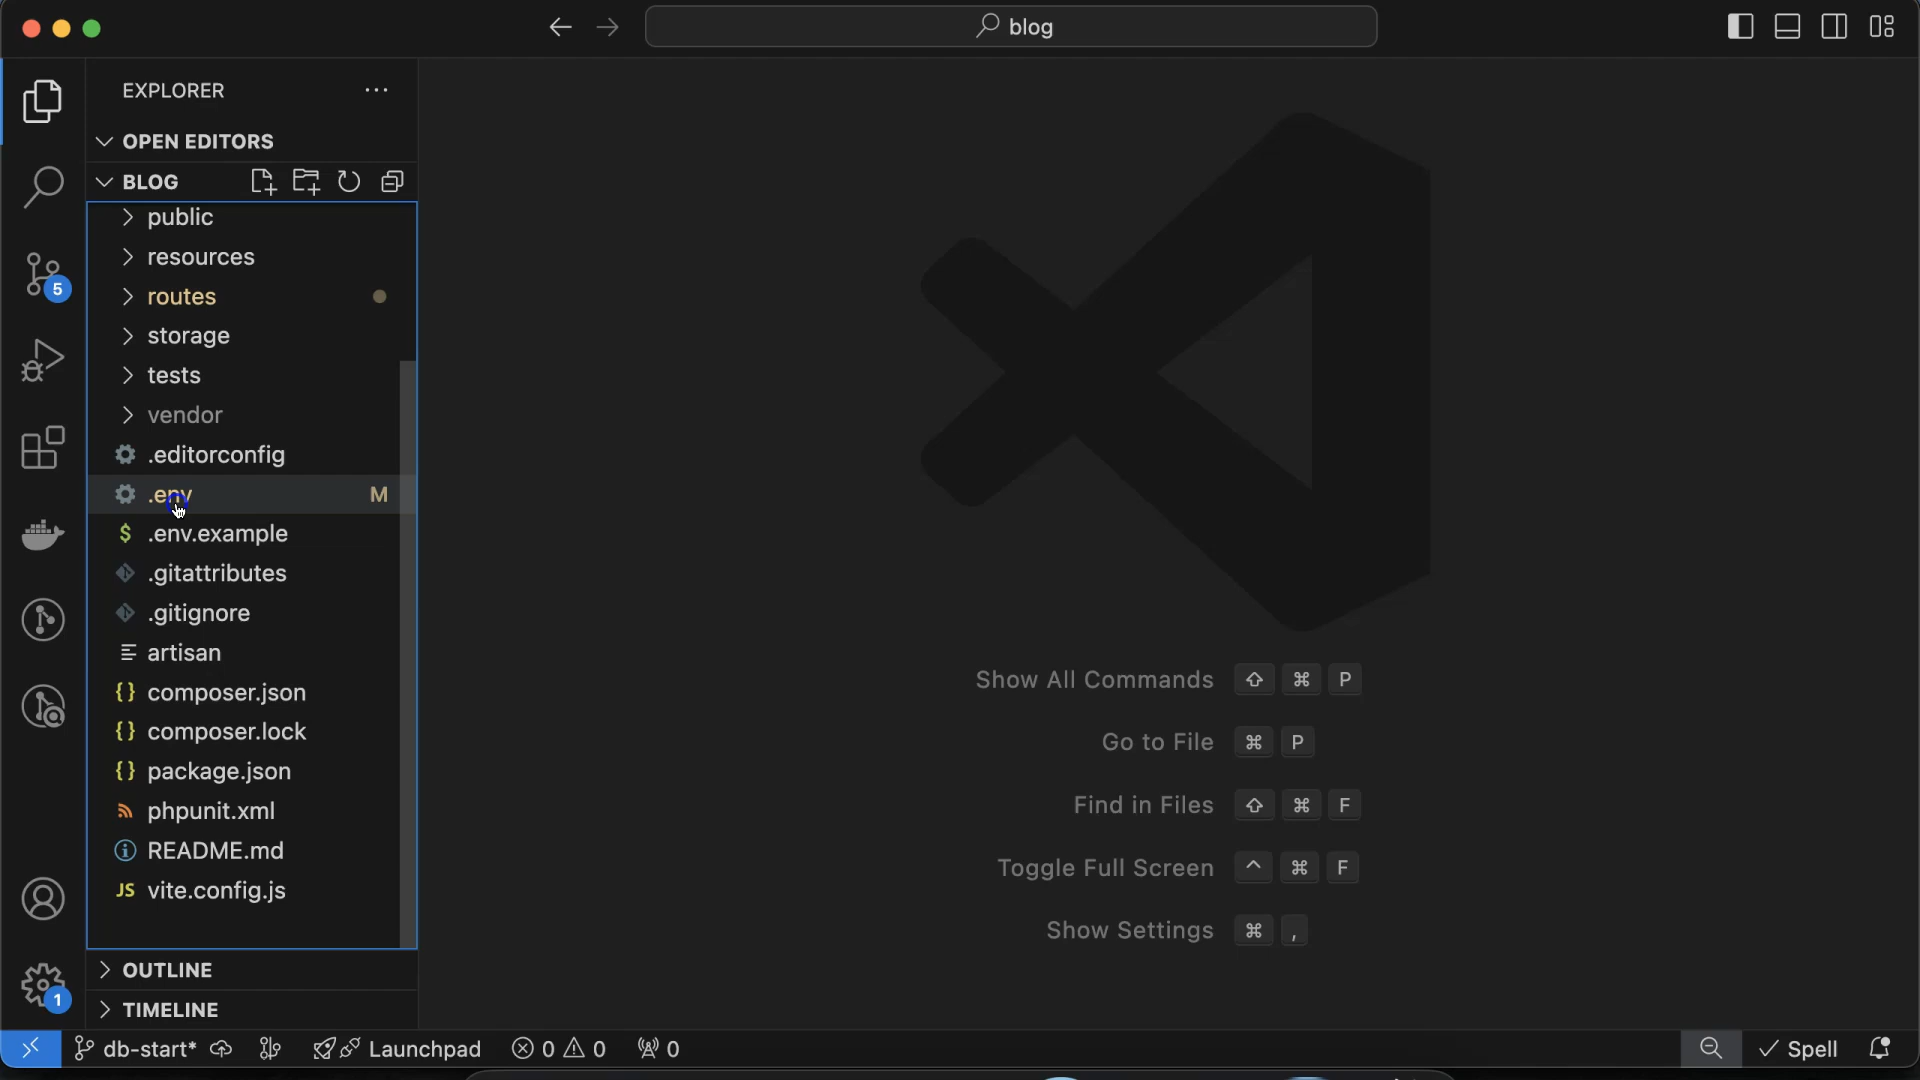 blog
EXPLORER
OPEN EDITORS
BLOG
public
resources
routes
storage
tests
vendor
.editorconfig
.env M
$ .env.example
.gitattributes
.gitignore
artisan
{} composer.json
{} composer.lock
{} package.json
phpunit.xml
README.md
JS vite.config.js
OUTLINE
TIMELINE
5
1
Show All Commands ⇧ ⌘ P
Go to File ⌘ P
Find in Files ⇧ ⌘ F
Toggle Full Screen ^ ⌘ F
Show Settings ⌘ ,
db-start* Launchpad 0 0 0 Spell